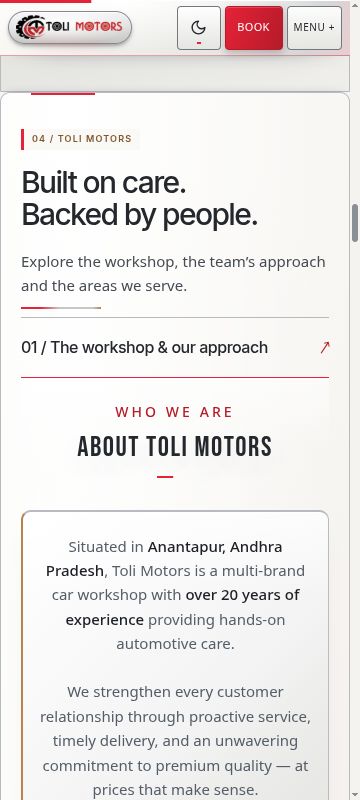 TOLI MOTORS
BOOK
MENU +
04 / TOLI MOTORS
Built on care.
Backed by people.
Explore the workshop, the team’s approach
and the areas we serve.
01 / The workshop & our approach
WHO WE ARE
ABOUT TOLI MOTORS
Situated in Anantapur, Andhra
Pradesh, Toli Motors is a multi-brand
car workshop with over 20 years of
experience providing hands-on
automotive care.
We strengthen every customer
relationship through proactive service,
timely delivery, and an unwavering
commitment to premium quality — at
prices that make sense.